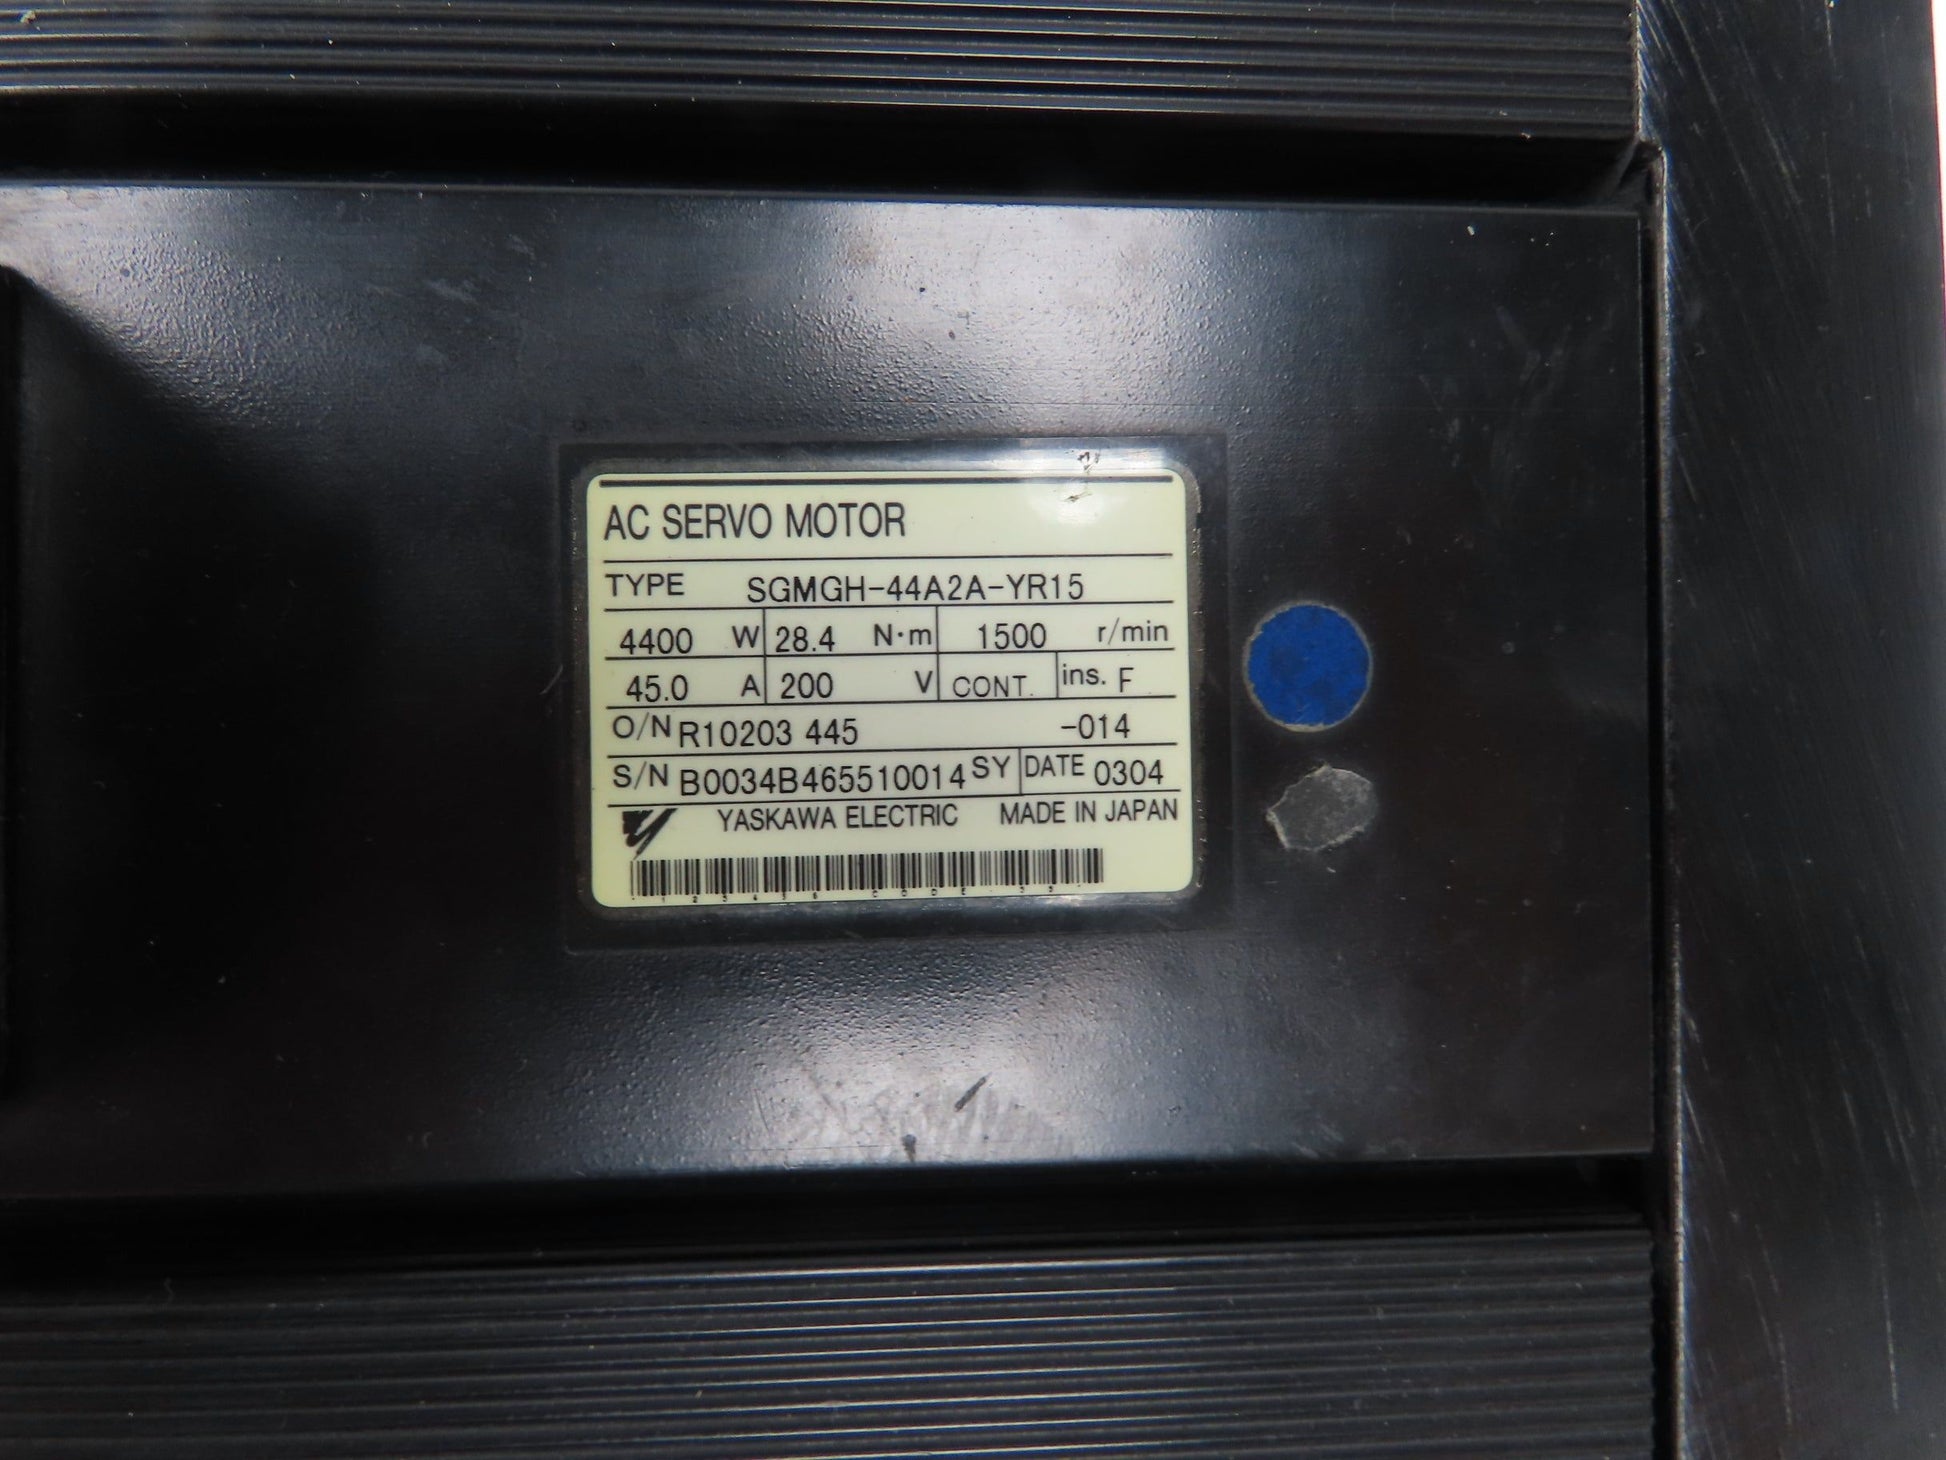 AC SERVO MOTOR
TYPE SGMGH-44A2A-YR15
4400 W 28.4 N·m 1500 r/min
45.0 A 200 V CONT. ins. F
O/N R10203 445 -014
S/N B0034B465510014 SY DATE 0304
YASKAWA ELECTRIC MADE IN JAPAN